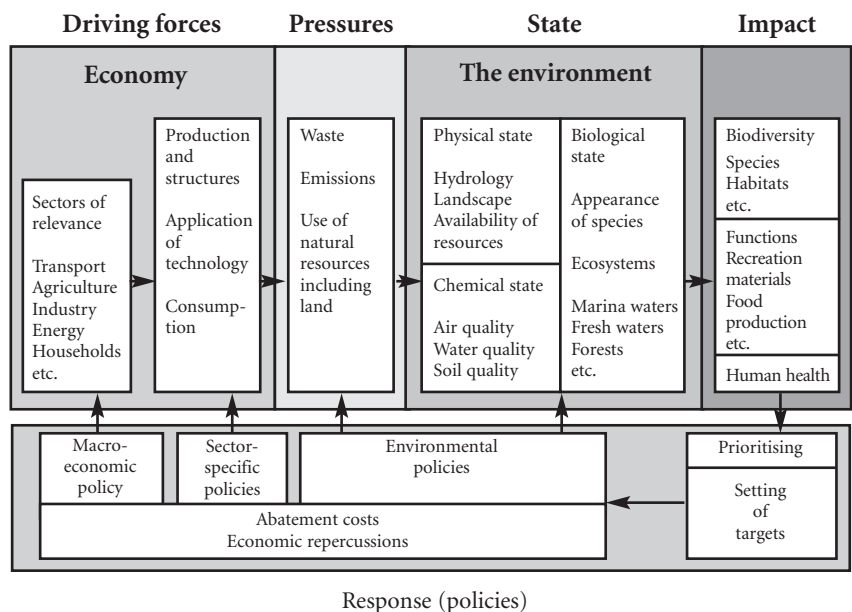 Driving forces
Pressures
State
Impact
Economy
The environment
Sectors of
relevance
Transport
Agriculture
Industry
Energy
Households
etc.
Production
and
structures
Application
of
technology
Consump-
tion
Waste
Emissions
Use of
natural
resources
including
land
Physical state
Hydrology
Landscape
Availability of
resources
Chemical state
Air quality
Water quality
Soil quality
Biological
state
Appearance
of species
Ecosystems
Marina waters
Fresh waters
Forests
etc.
Biodiversity
Species
Habitats
etc.
Functions
Recreation
materials
Food
production
etc.
Human health
Macro-
economic
policy
Sector-
specific
policies
Environmental
policies
Abatement costs
Economic repercussions
Prioritising
Setting
of
targets
Response (policies)